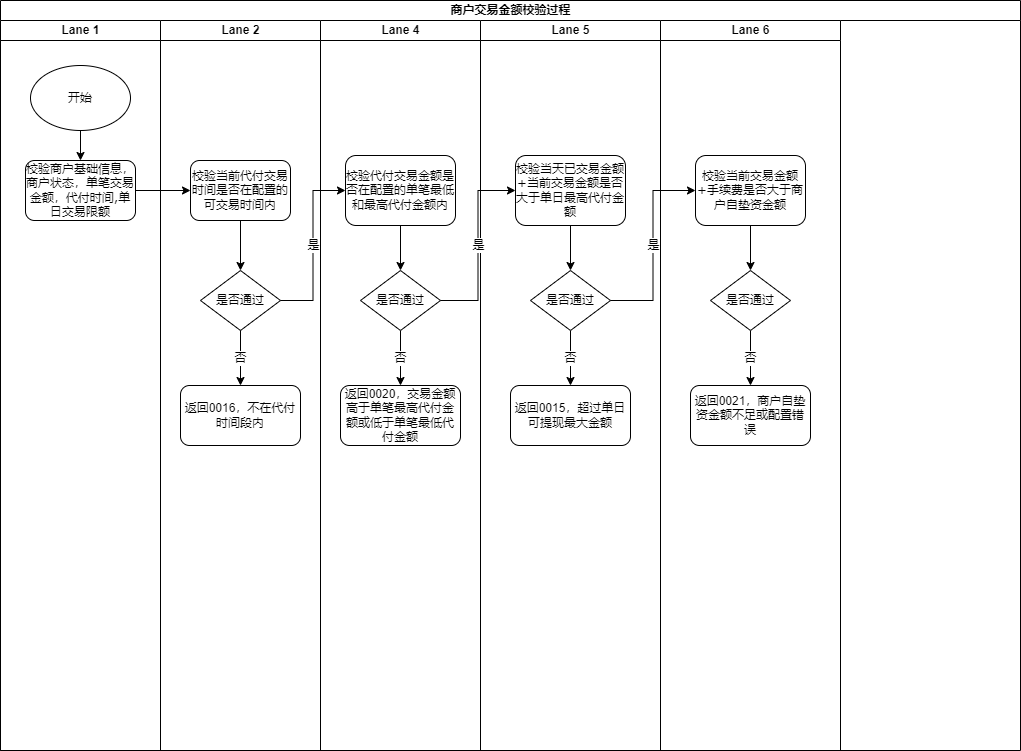 商户交易金额校验过程
Lane 1
Lane 2
Lane 4
Lane 5
Lane 6
开始
校验商户基础信息，
商户状态，单笔交易
金额，代付时间,单
日交易限额
校验当前代付交易
时间是否在配置的
可交易时间内
校验代付交易金额是
否在配置的单笔最低
和最高代付金额内
校验当天已交易金额
+当前交易金额是否
大于单日最高代付金
额
校验当前交易金额
+手续费是否大于商
户自垫资金额
是
是
是
是否通过
是否通过
是否通过
是否通过
否
否
否
否
返回0016，不在代付
时间段内
返回0020，交易金额
高于单笔最高代付金
额或低于单笔最低代
付金额
返回0015，超过单日
可提现最大金额
返回0021，商户自垫
资金额不足或配置错
误